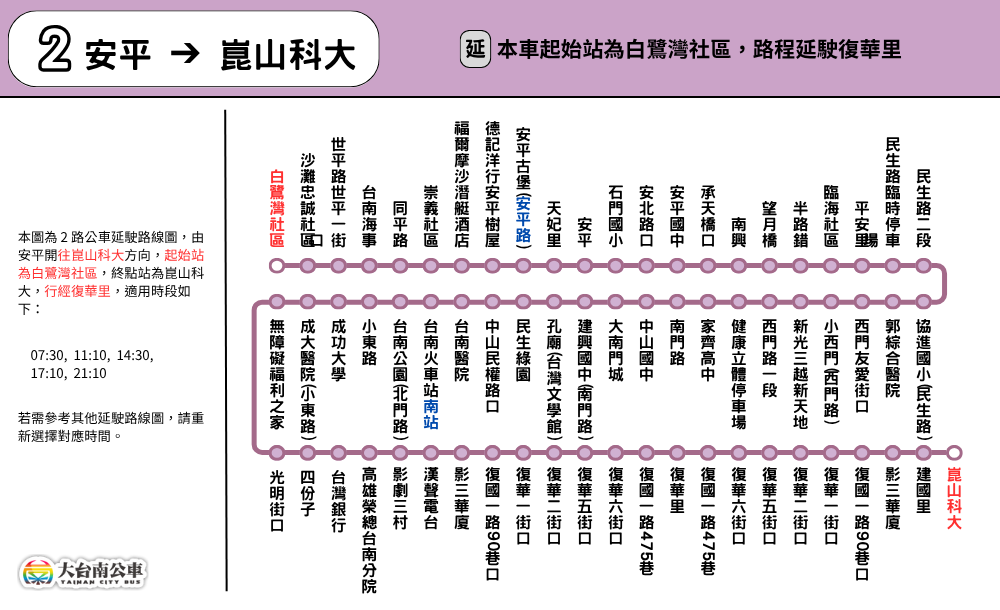 2 安平 → 崑山科大
延 本車起始站為白鷺灣社區，路程延駛復華里
本圖為 2 路公車延駛路線圖，由
安平開往崑山科大方向，起始站
為白鷺灣社區，終點站為崑山科
大，行經復華里，適用時段如
下：
07:30, 11:10, 14:30,
17:10, 21:10
若需參考其他延駛路線圖，請重
新選擇對應時間。
大台南公車
TAINAN CITY BUS
白鷺灣社區
沙灘忠誠社區口
世平路世平一街
台南海事
同平路
崇義社區
福爾摩沙潛艇酒店
德記洋行安平樹屋
安平古堡(安平路)
天妃里
安平
石門國小
安北路口
安平國中
承天橋口
南興
望月橋
半路錯
臨海社區
平安里
民生路臨時停車場
民生路二段
無障礙福利之家
成大醫院(小東路)
成功大學
小東路
台南公園(北門路)
台南火車站南站
台南醫院
中山民權路口
民生綠園
孔廟(台灣文學館)
建興國中(南門路)
大南門城
中山國中
南門路
家齊高中
健康立體停車場
西門路一段
新光三越新天地
小西門(西門路)
西門友愛街口
郭綜合醫院
協進國小(民生路)
光明街口
四份子
台灣銀行
高雄榮總台南分院
影劇三村
漢聲電台
影三華廈
復國一路90巷口
復華一街口
復華二街口
復華五街口
復華六街口
復國一路475巷
復華里
復國一路475巷
復華六街口
復華五街口
復華二街口
復華一街口
復國一路90巷口
影三華廈
建國里
崑山科大